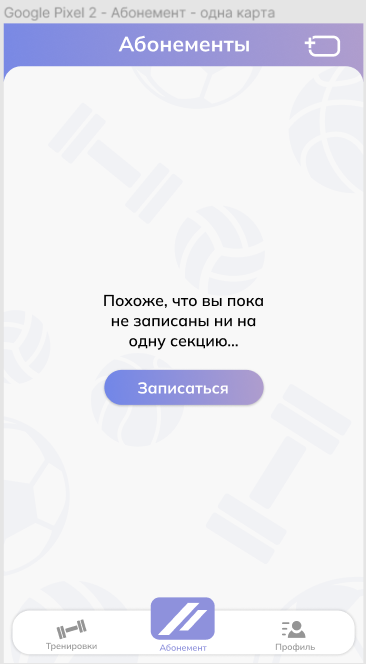 Google Pixel 2 - Абонемент - одна карта
Абонементы
Похоже, что вы пока
не записаны ни на
одну секцию...
Записаться
Тренировки
Абонемент
Профиль